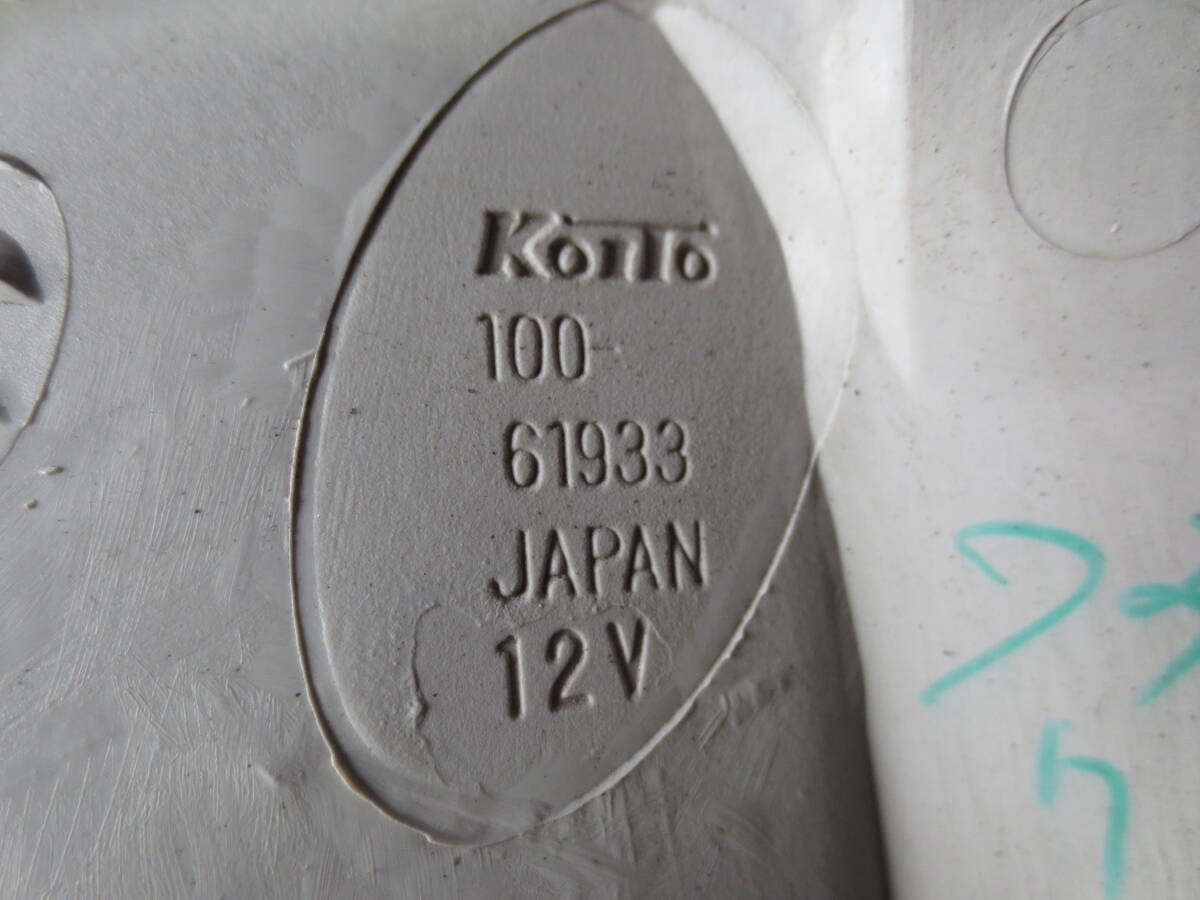 KOITO
100-
61933
JAPAN
12V